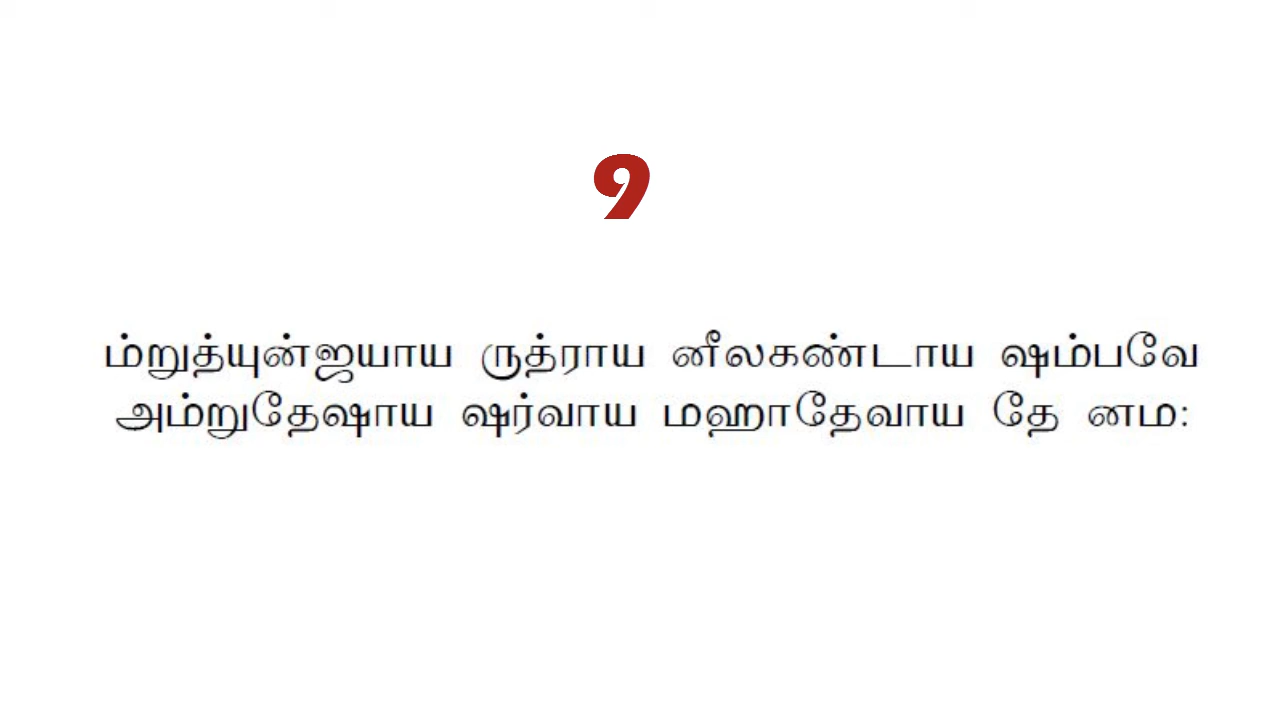 9
ம்றுத்யுன்ஜயாய ருத்ராய னீலகண்டாய ஷம்பவே
அம்றுதேஷாய ஷர்வாய மஹாதேவாய தே னம: